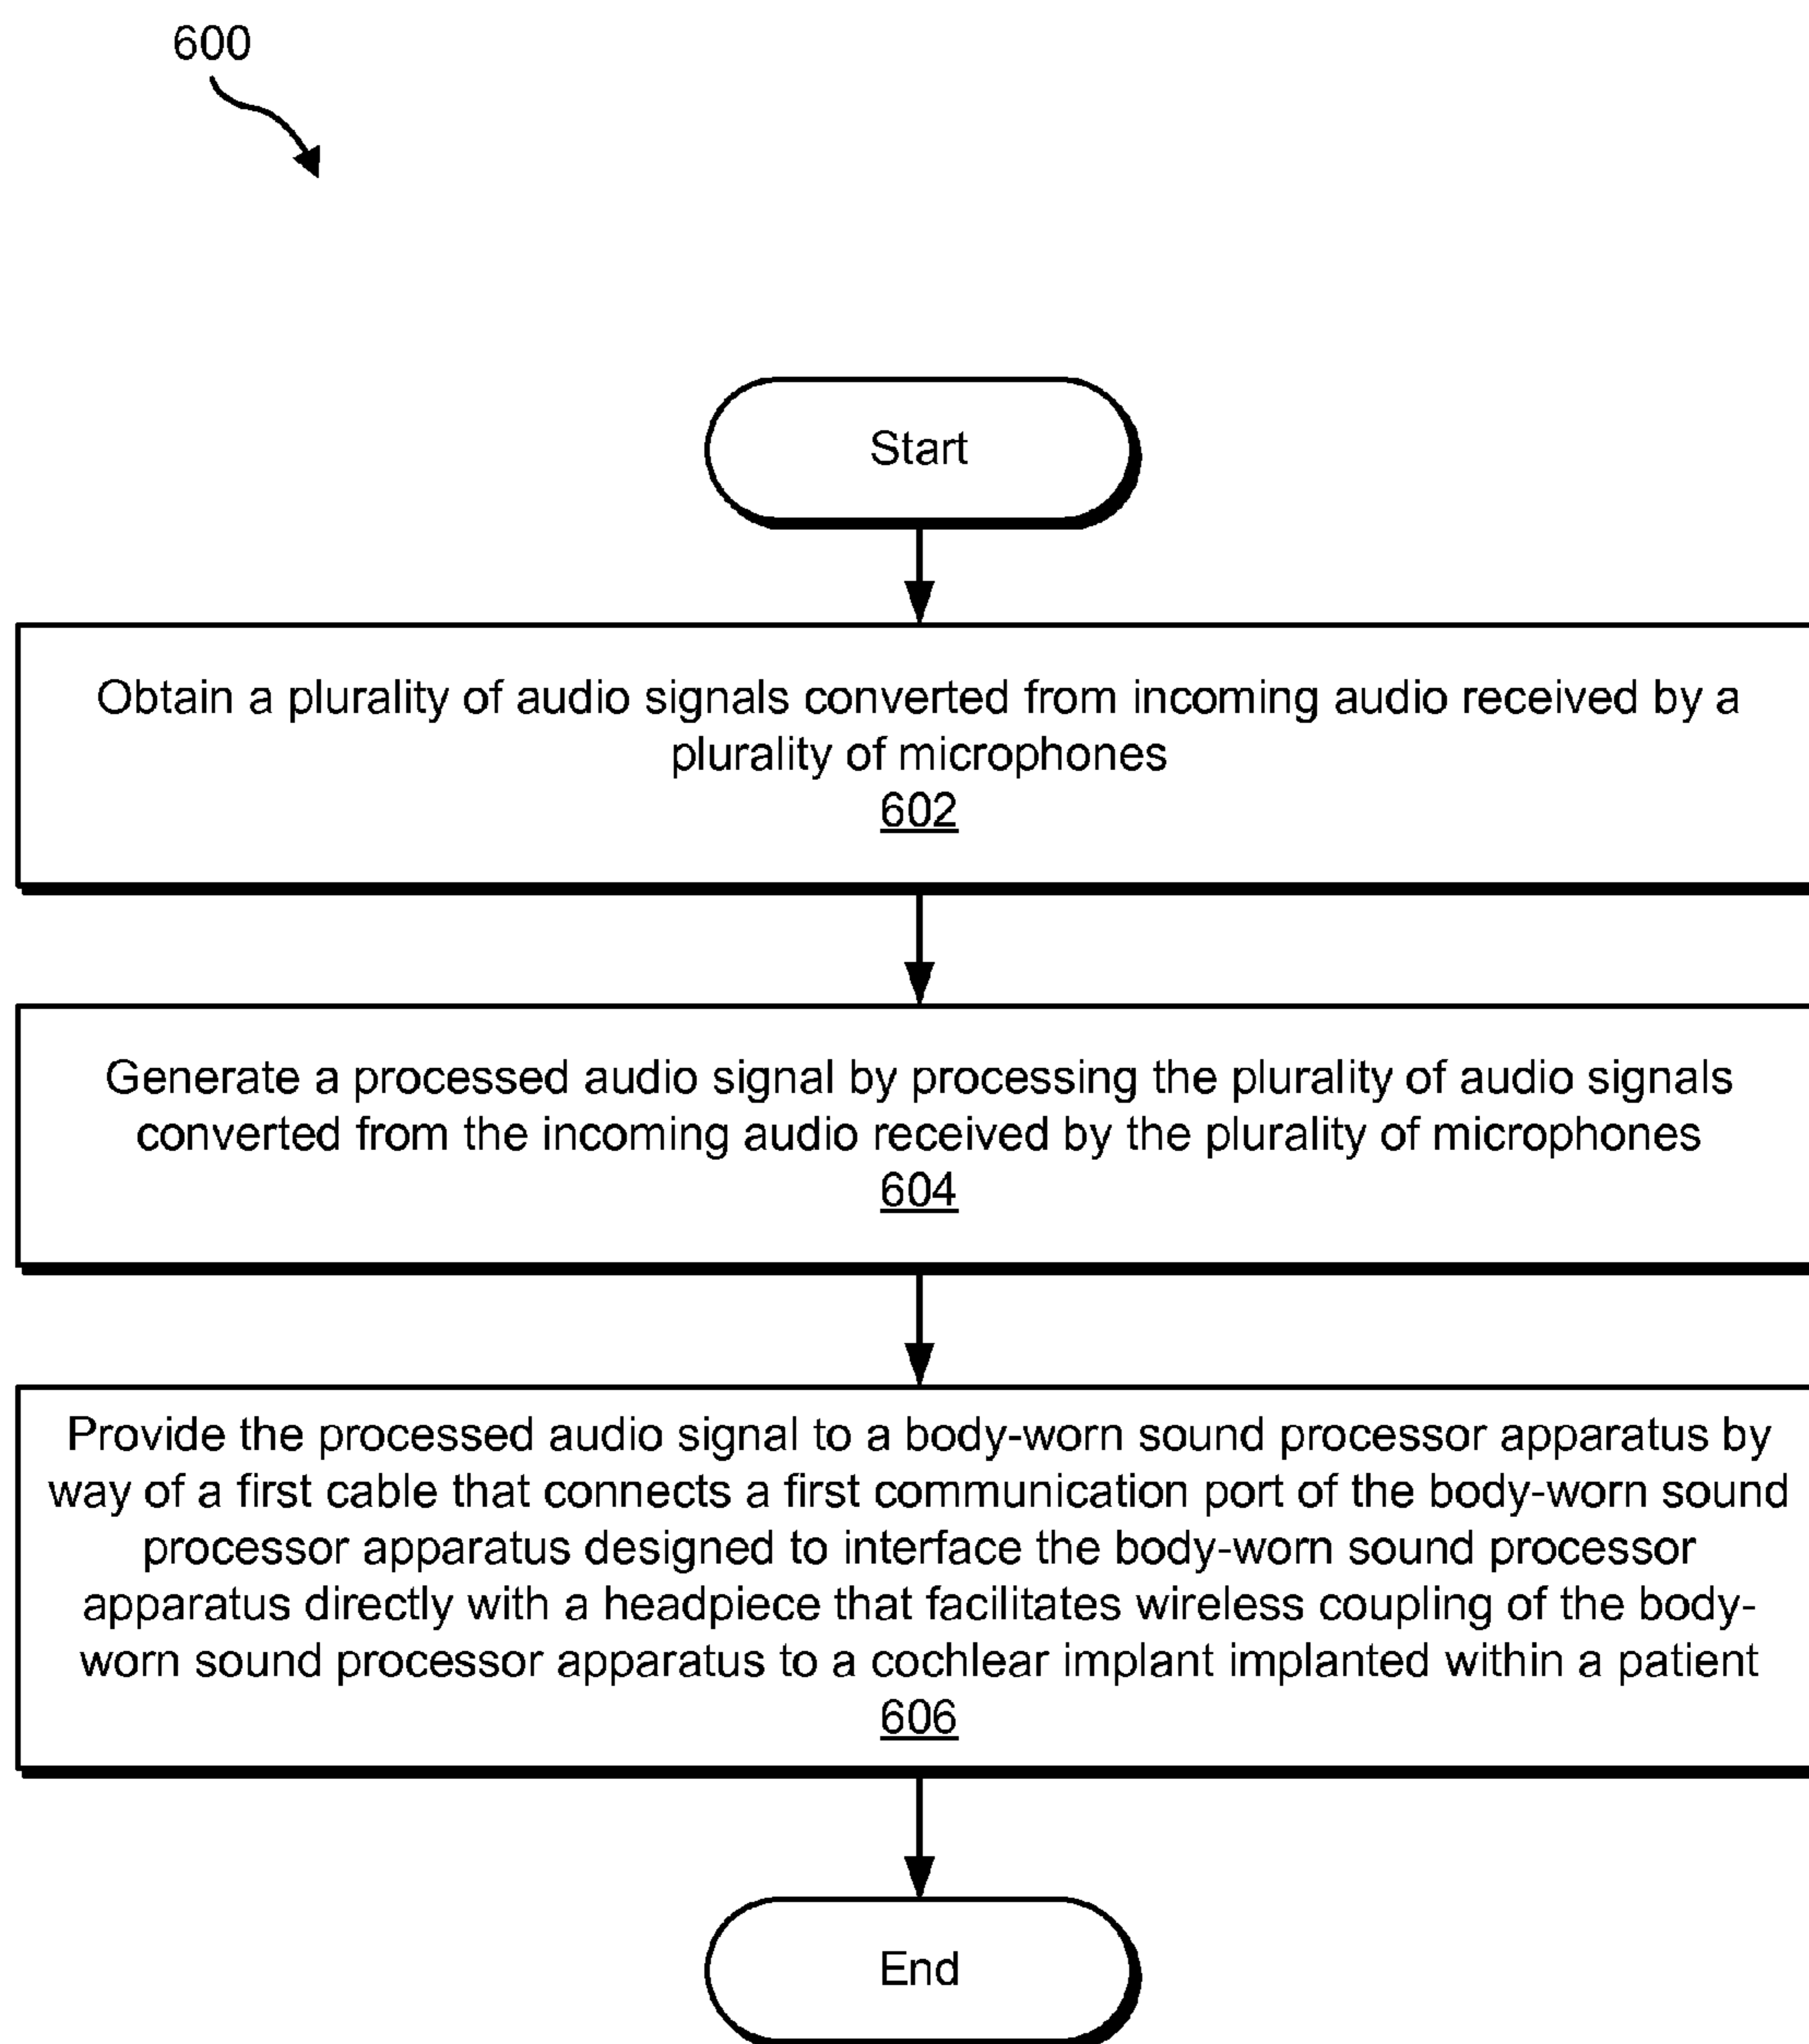 600
Start
Obtain a plurality of audio signals converted from incoming audio received by a
plurality of microphones
602
Generate a processed audio signal by processing the plurality of audio signals
converted from the incoming audio received by the plurality of microphones
604
Provide the processed audio signal to a body-worn sound processor apparatus by
way of a first cable that connects a first communication port of the body-worn sound
processor apparatus designed to interface the body-worn sound processor
apparatus directly with a headpiece that facilitates wireless coupling of the body-
worn sound processor apparatus to a cochlear implant implanted within a patient
606
End